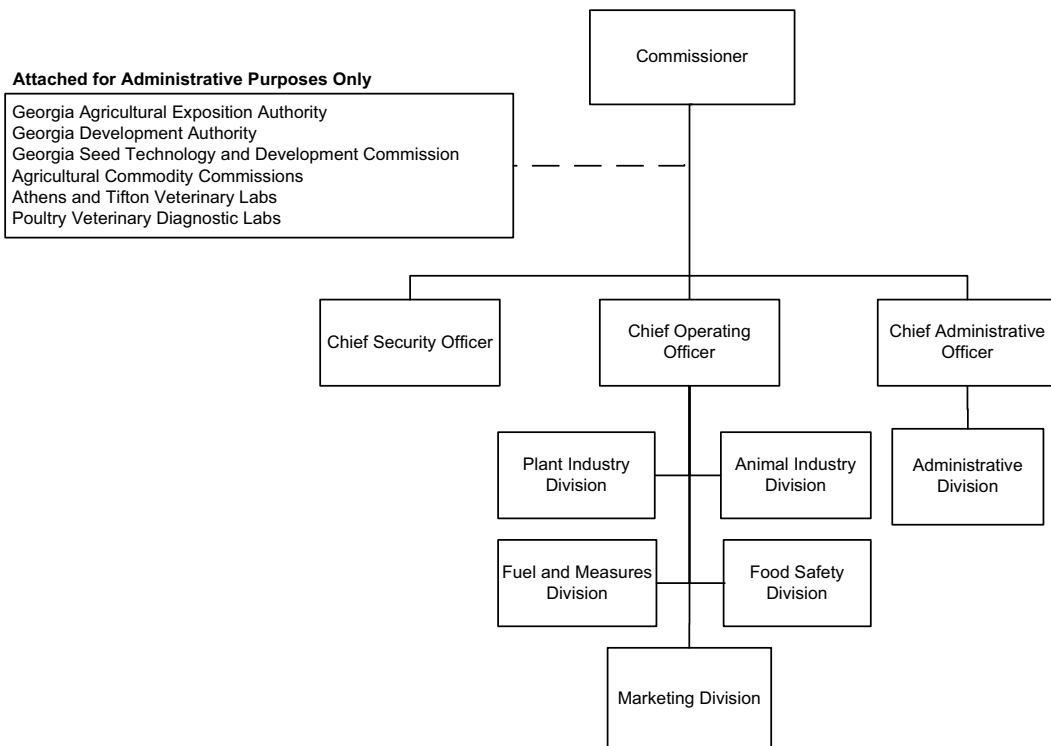 Commissioner
Attached for Administrative Purposes Only
Georgia Agricultural Exposition Authority
Georgia Development Authority
Georgia Seed Technology and Development Commission
Agricultural Commodity Commissions
Athens and Tifton Veterinary Labs
Poultry Veterinary Diagnostic Labs
Chief Security Officer
Chief Operating
Officer
Chief Administrative
Officer
Plant Industry
Division
Animal Industry
Division
Administrative
Division
Fuel and Measures
Division
Food Safety
Division
Marketing Division